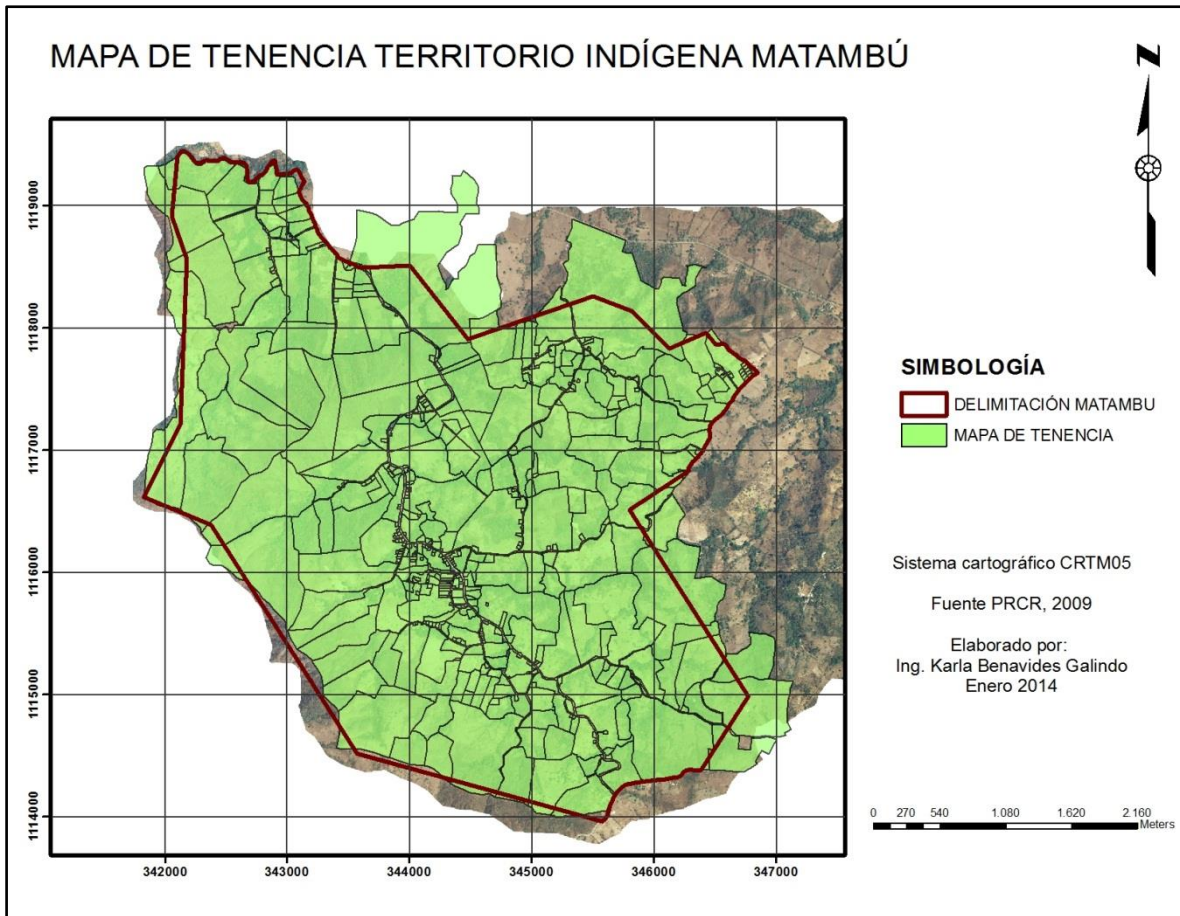 MAPA DE TENENCIA TERRITORIO INDÍGENA MATAMBÚ
N
1119000
1118000
1117000
1116000
1115000
1114000
342000 343000 344000 345000 346000 347000
SIMBOLOGÍA
DELIMITACIÓN MATAMBU
MAPA DE TENENCIA
Sistema cartográfico CRTM05
Fuente PRCR, 2009
Elaborado por:
Ing. Karla Benavides Galindo
Enero 2014
0 270 540 1.080 1.620 2.160
Meters